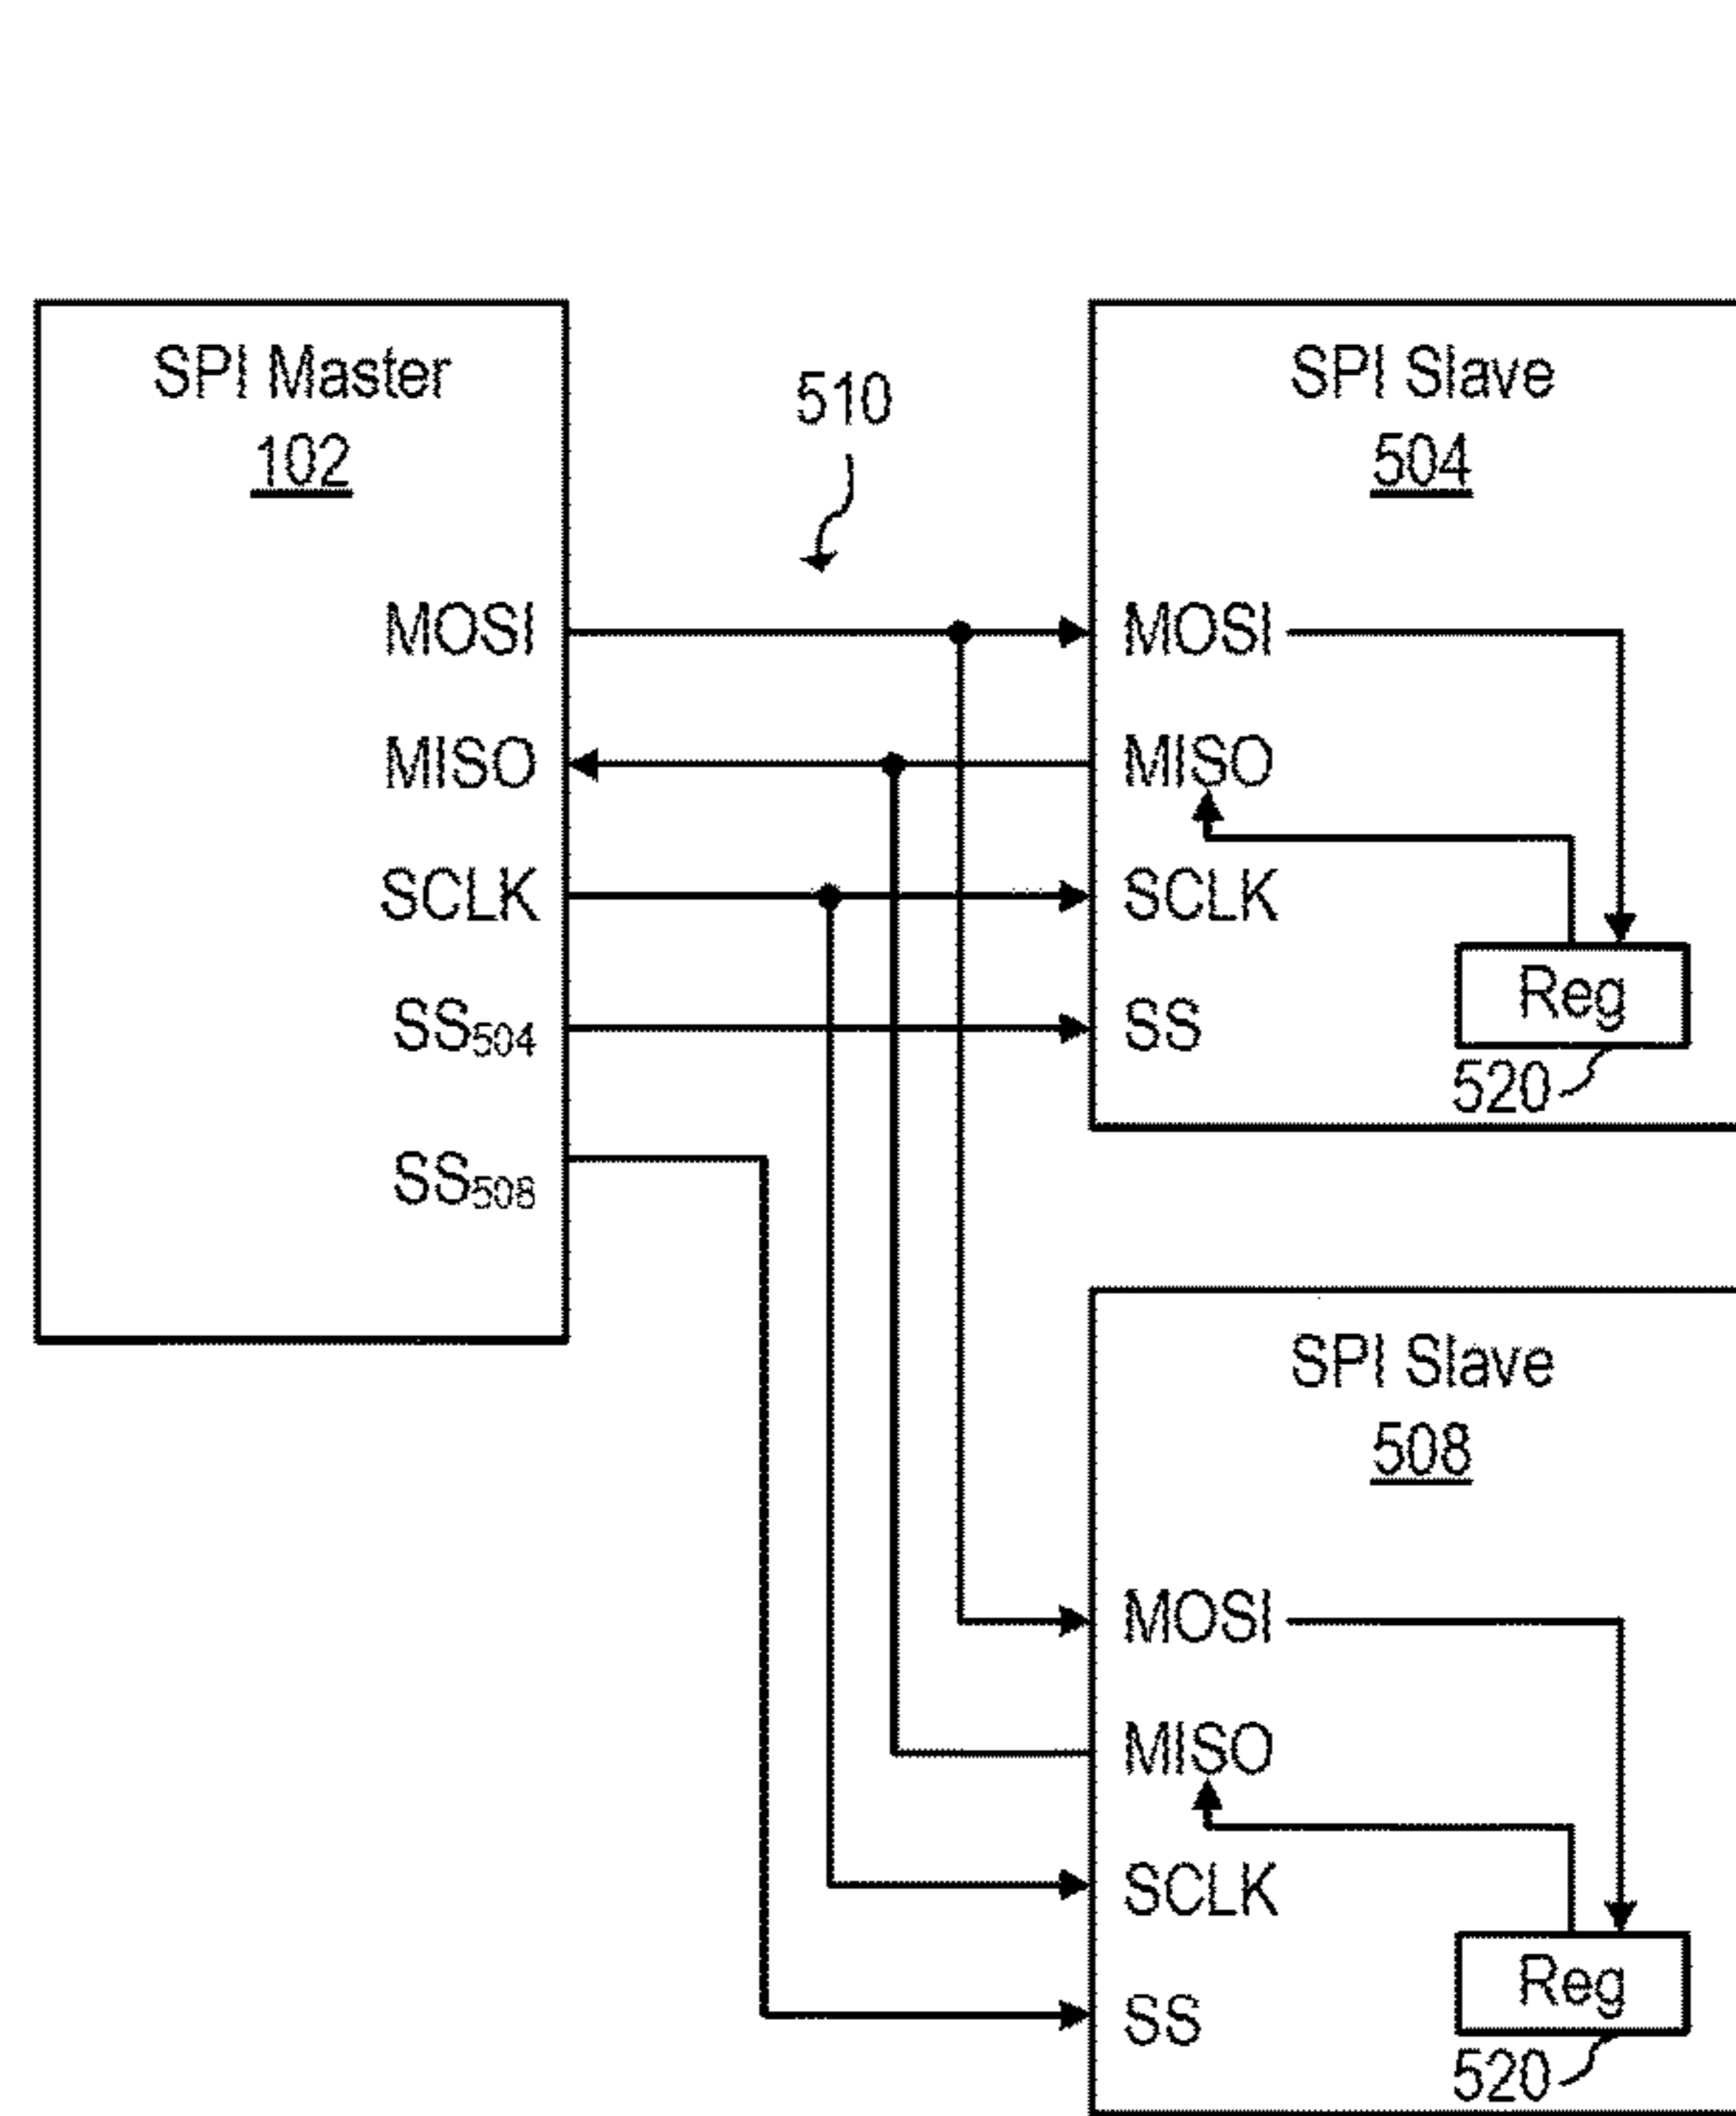 SPI Master
102
510
MOSI
MISO
SCLK
SS504
SS508
SPI Slave
504
MOSI
MISO
SCLK
SS
Reg
520
SPI Slave
508
MOSI
MISO
SCLK
SS
Reg
520